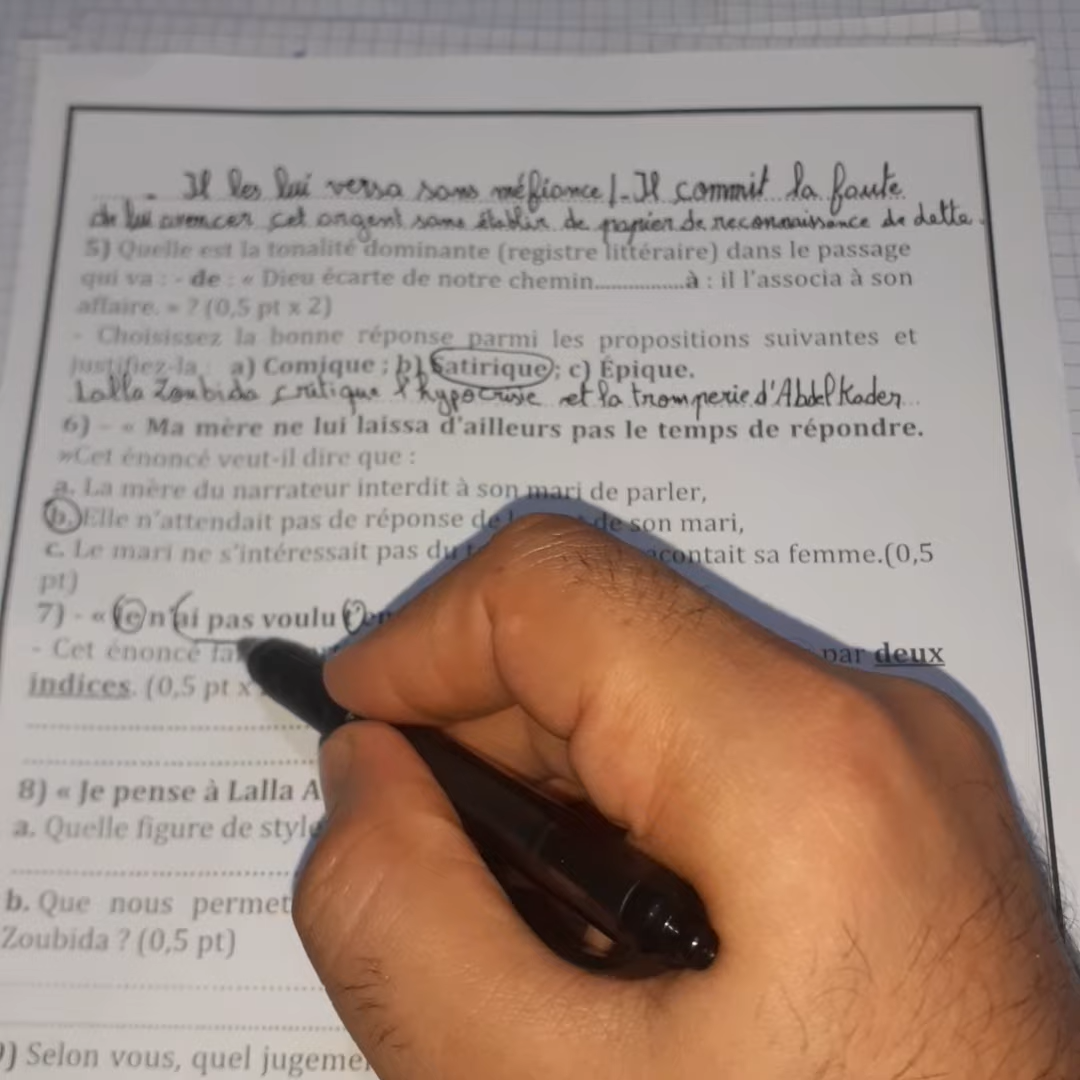 - Il les lui versa sans méfiance /- Il commit la faute
de lui avancer cet argent sans établir de papier de reconnaissance de dette.
5) Quelle est la tonalité dominante (registre littéraire) dans le passage
qui va : - de : « Dieu écarte de notre chemin...............à : il l'associa à son
affaire. » ? (0,5 pt x 2)
- Choisissez la bonne réponse parmi les propositions suivantes et
justifiez-la : a) Comique ; b) Satirique ; c) Épique.
Lalla Zoubida critique l'hypocrisie et la tromperie d'AbdelKader
6) - « Ma mère ne lui laissa d'ailleurs pas le temps de répondre.
»Cet énoncé veut-il dire que :
a. La mère du narrateur interdit à son mari de parler,
b. Elle n'attendait pas de réponse de de son mari,
c. Le mari ne s'intéressait pas du racontait sa femme.(0,5
pt)
7) - « Je n'ai pas voulu
- Cet énoncé par deux
indices. (0,5 pt x
8) « Je pense à Lalla A
a. Quelle figure de style
b. Que nous permet
Zoubida ? (0,5 pt)
9) Selon vous, quel jugeme